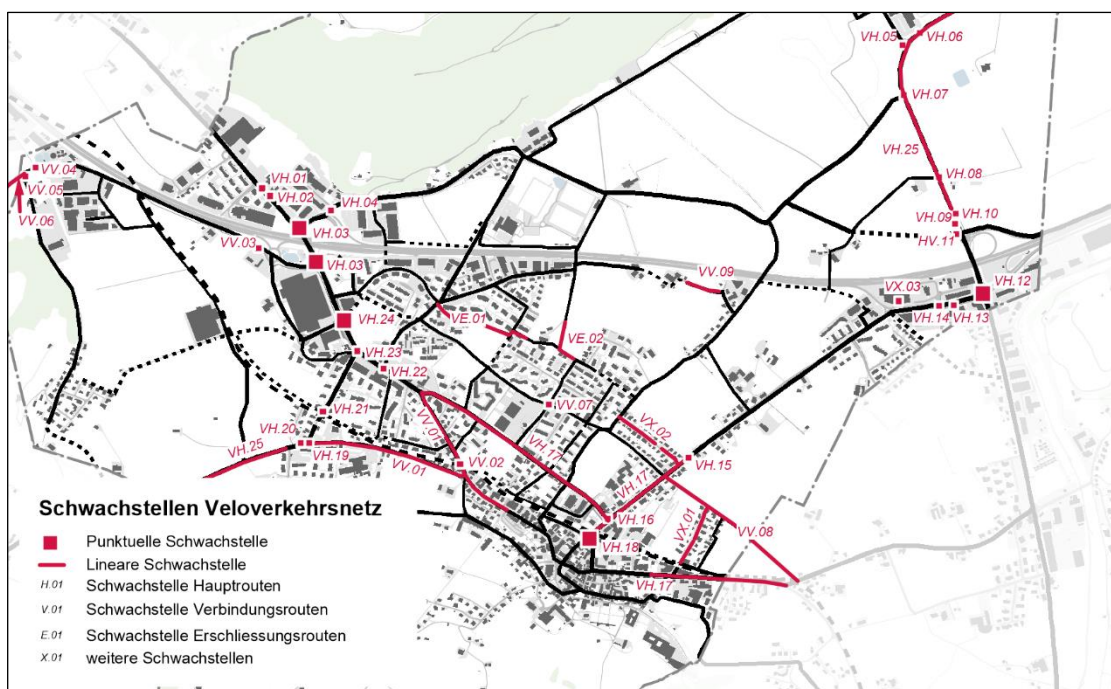 VH.05
VH.06
VH.07
VH.25
VV.04
VV.05
VV.06
VH.01
VH.02
VH.04
VH.03
VV.03
VH.03
VH.08
VH.09
VH.10
HV.11
VV.09
VX.03
VH.12
VH.14
VH.13
VH.24
VE.01
VE.02
VH.23
VH.22
VH.21
VV.07
VV.01
VX.02
VH.20
VH.25
VH.19
VV.01
VV.02
VH.17
VH.17
VH.15
VH.16
VX.01
VV.08
VH.18
VH.17
Schwachstellen Veloverkehrsnetz
Punktuelle Schwachstelle
Lineare Schwachstelle
H.01 Schwachstelle Hauptrouten
V.01 Schwachstelle Verbindungsrouten
E.01 Schwachstelle Erschliessungsrouten
X.01 weitere Schwachstellen